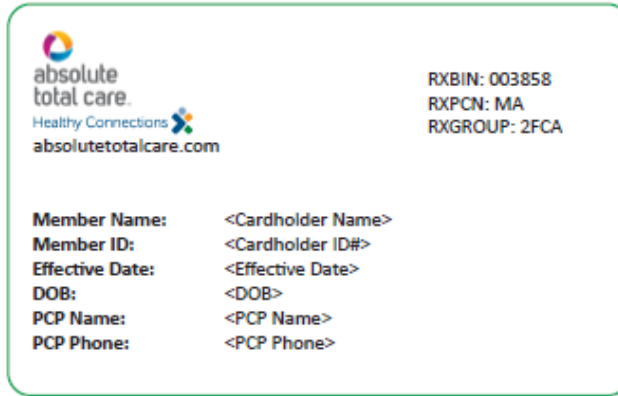 absolute
total care.
Healthy Connections
absolutetotalcare.com
RXBIN: 003858
RXPCN: MA
RXGROUP: 2FCA
Member Name: <Cardholder Name>
Member ID: <Cardholder ID#>
Effective Date: <Effective Date>
DOB: <DOB>
PCP Name: <PCP Name>
PCP Phone: <PCP Phone>